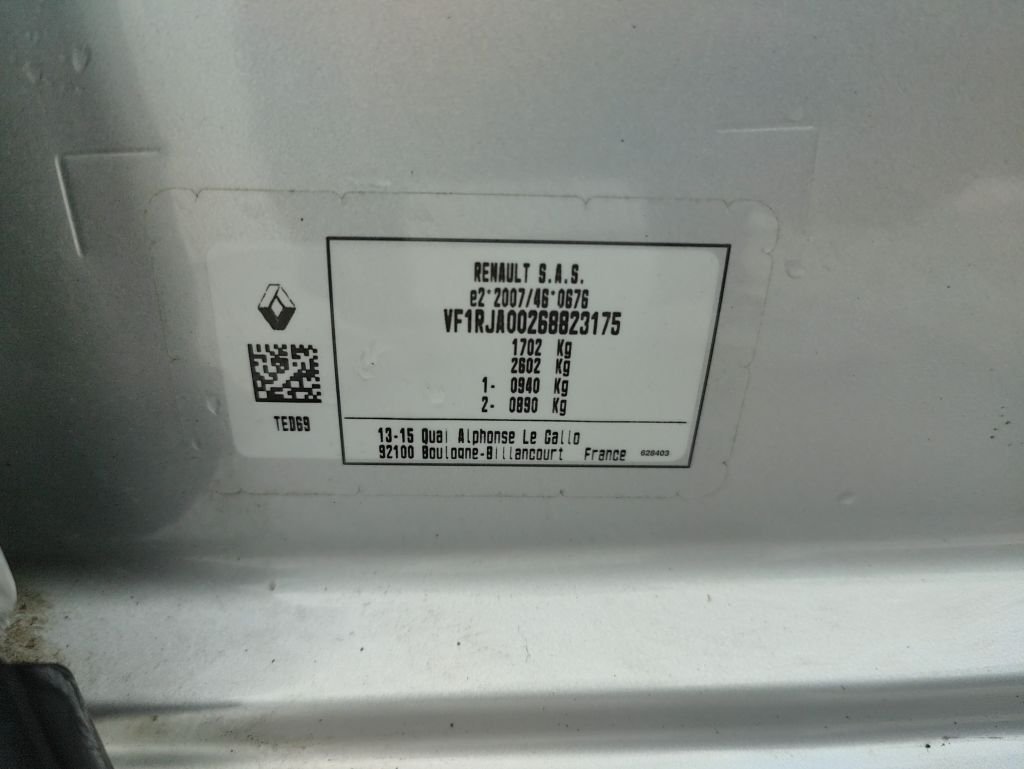 RENAULT S.A.S.
e2*2007/46*0676
VF1RJA00268823175
1702 Kg
2602 Kg
1- 0940 Kg
2- 0890 Kg
TED69
13-15 Quai Alphonse Le Gallo
92100 Boulogne-Billancourt France 628403